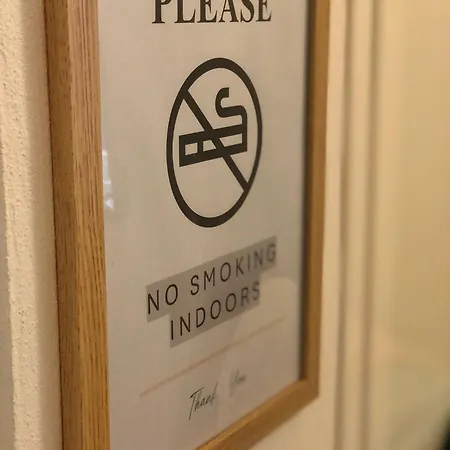 PLEASE
NO SMOKING
INDOORS
Thank You